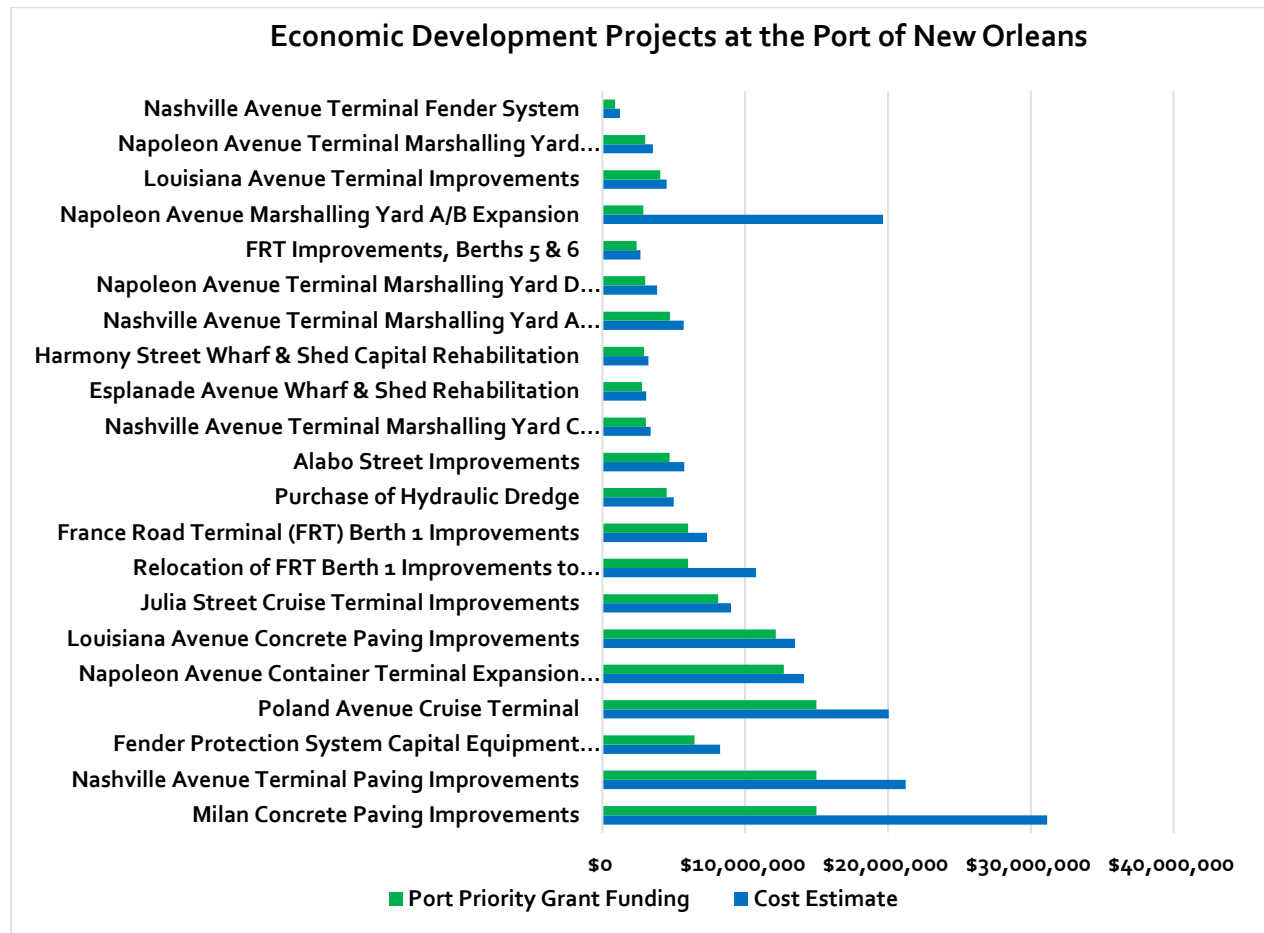 Economic Development Projects at the Port of New Orleans
Nashville Avenue Terminal Fender System
Napoleon Avenue Terminal Marshalling Yard...
Louisiana Avenue Terminal Improvements
Napoleon Avenue Marshalling Yard A/B Expansion
FRT Improvements, Berths 5 & 6
Napoleon Avenue Terminal Marshalling Yard D...
Nashville Avenue Terminal Marshalling Yard A...
Harmony Street Wharf & Shed Capital Rehabilitation
Esplanade Avenue Wharf & Shed Rehabilitation
Nashville Avenue Terminal Marshalling Yard C...
Alabo Street Improvements
Purchase of Hydraulic Dredge
France Road Terminal (FRT) Berth 1 Improvements
Relocation of FRT Berth 1 Improvements to...
Julia Street Cruise Terminal Improvements
Louisiana Avenue Concrete Paving Improvements
Napoleon Avenue Container Terminal Expansion...
Poland Avenue Cruise Terminal
Fender Protection System Capital Equipment...
Nashville Avenue Terminal Paving Improvements
Milan Concrete Paving Improvements
$0 $10,000,000 $20,000,000 $30,000,000 $40,000,000
Port Priority Grant Funding Cost Estimate